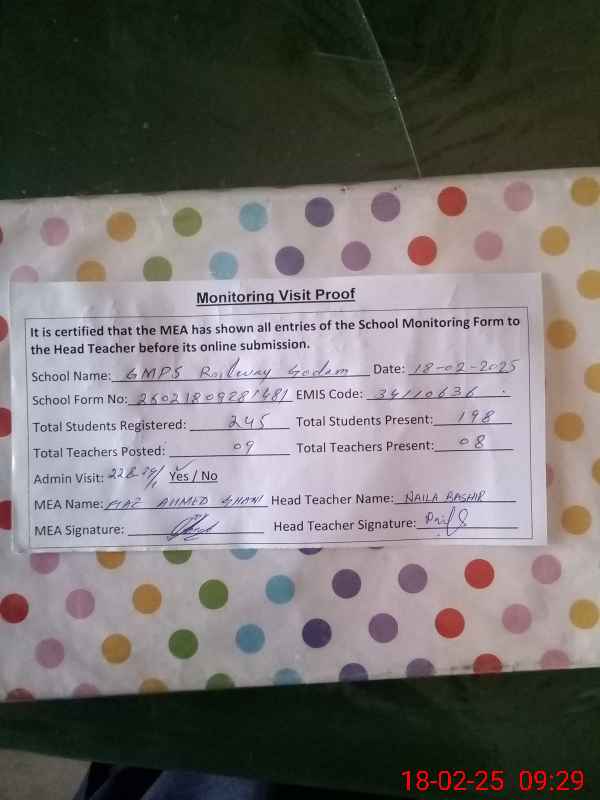 Monitoring Visit Proof
It is certified that the MEA has shown all entries of the School Monitoring Form to
the Head Teacher before its online submission.
School Name: GMPS Railway Godam Date: 18-02-2025
School Form No: EMIS Code: 34110636
Total Students Registered: 245 Total Students Present: 198
Total Teachers Posted: 09 Total Teachers Present: 08
Admin Visit: Yes / No
MEA Name: FIAZ AHMED GHANI Head Teacher Name: NAILA BASHIR
MEA Signature: Head Teacher Signature:
18-02-25 09:29